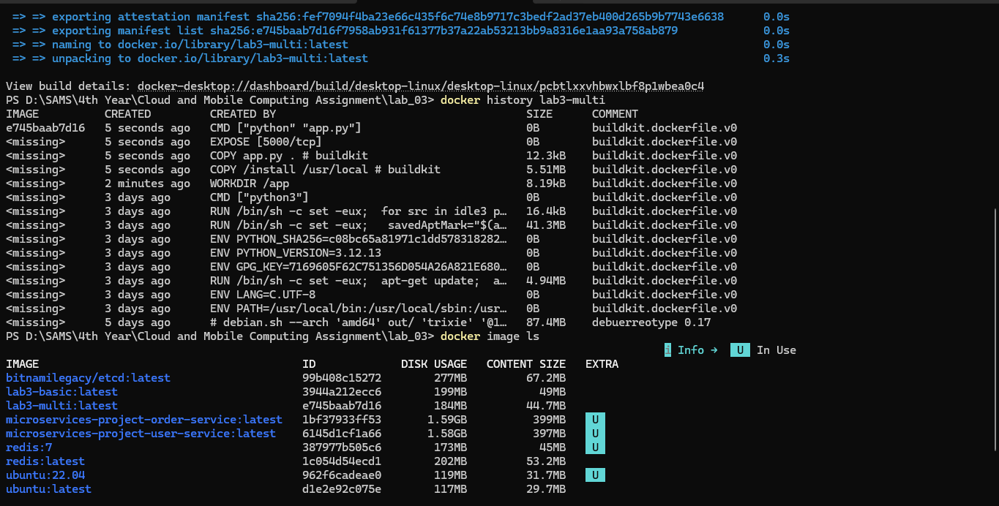 => => exporting attestation manifest sha256:fef7094f4ba23e66c435f6c74e8b9717c3bedf2ad37eb400d265b9b7743e6638 0.0s
=> => exporting manifest list sha256:e745baab7d16f7958ab931f61377b37a22ab53213bb9a8316e1aa93a758ab879 0.0s
=> => naming to docker.io/library/lab3-multi:latest 0.0s
=> => unpacking to docker.io/library/lab3-multi:latest 0.3s
View build details: docker-desktop://dashboard/build/desktop-linux/desktop-linux/pcbtlxxvhbwxlbf8p1wbea0c4
PS D:\SAMS\4th Year\Cloud and Mobile Computing Assignment\lab_03> docker history lab3-multi
IMAGE CREATED CREATED BY SIZE COMMENT
e745baab7d16 5 seconds ago CMD ["python" "app.py"] 0B buildkit.dockerfile.v0
<missing> 5 seconds ago EXPOSE [5000/tcp] 0B buildkit.dockerfile.v0
<missing> 5 seconds ago COPY app.py . # buildkit 12.3kB buildkit.dockerfile.v0
<missing> 5 seconds ago COPY /install /usr/local # buildkit 5.51MB buildkit.dockerfile.v0
<missing> 2 minutes ago WORKDIR /app 8.19kB buildkit.dockerfile.v0
<missing> 3 days ago CMD ["python3"] 0B buildkit.dockerfile.v0
<missing> 3 days ago RUN /bin/sh -c set -eux; for src in idle3 p… 16.4kB buildkit.dockerfile.v0
<missing> 3 days ago RUN /bin/sh -c set -eux; savedAptMark="$(a… 41.3MB buildkit.dockerfile.v0
<missing> 3 days ago ENV PYTHON_SHA256=c08bc65a81971c1dd578318282… 0B buildkit.dockerfile.v0
<missing> 3 days ago ENV PYTHON_VERSION=3.12.13 0B buildkit.dockerfile.v0
<missing> 3 days ago ENV GPG_KEY=7169605F62C751356D054A26A821E680… 0B buildkit.dockerfile.v0
<missing> 3 days ago RUN /bin/sh -c set -eux; apt-get update; a… 4.94MB buildkit.dockerfile.v0
<missing> 3 days ago ENV LANG=C.UTF-8 0B buildkit.dockerfile.v0
<missing> 3 days ago ENV PATH=/usr/local/bin:/usr/local/sbin:/usr… 0B buildkit.dockerfile.v0
<missing> 5 days ago # debian.sh --arch 'amd64' out/ 'trixie' '@1… 87.4MB debuerreotype 0.17
PS D:\SAMS\4th Year\Cloud and Mobile Computing Assignment\lab_03> docker image ls
i Info → U In Use
IMAGE ID DISK USAGE CONTENT SIZE EXTRA
bitnamilegacy/etcd:latest 99b408c15272 277MB 67.2MB
lab3-basic:latest 3944a212ecc6 199MB 49MB
lab3-multi:latest e745baab7d16 184MB 44.7MB
microservices-project-order-service:latest 1bf37933ff53 1.59GB 399MB U
microservices-project-user-service:latest 6145d1cf1a66 1.58GB 397MB U
redis:7 387977b505c6 173MB 45MB U
redis:latest 1c054d54ecd1 202MB 53.2MB
ubuntu:22.04 962f6cadeae0 119MB 31.7MB U
ubuntu:latest d1e2e92c075e 117MB 29.7MB